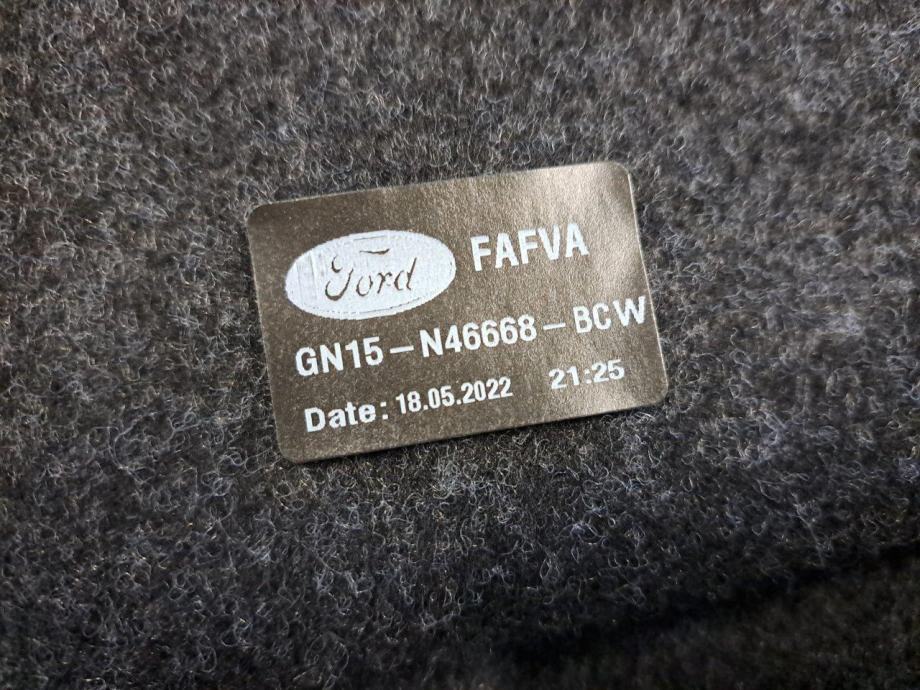 Ford FAFVA
GN15-N46668-BCW
Date: 18.05.2022 21:25